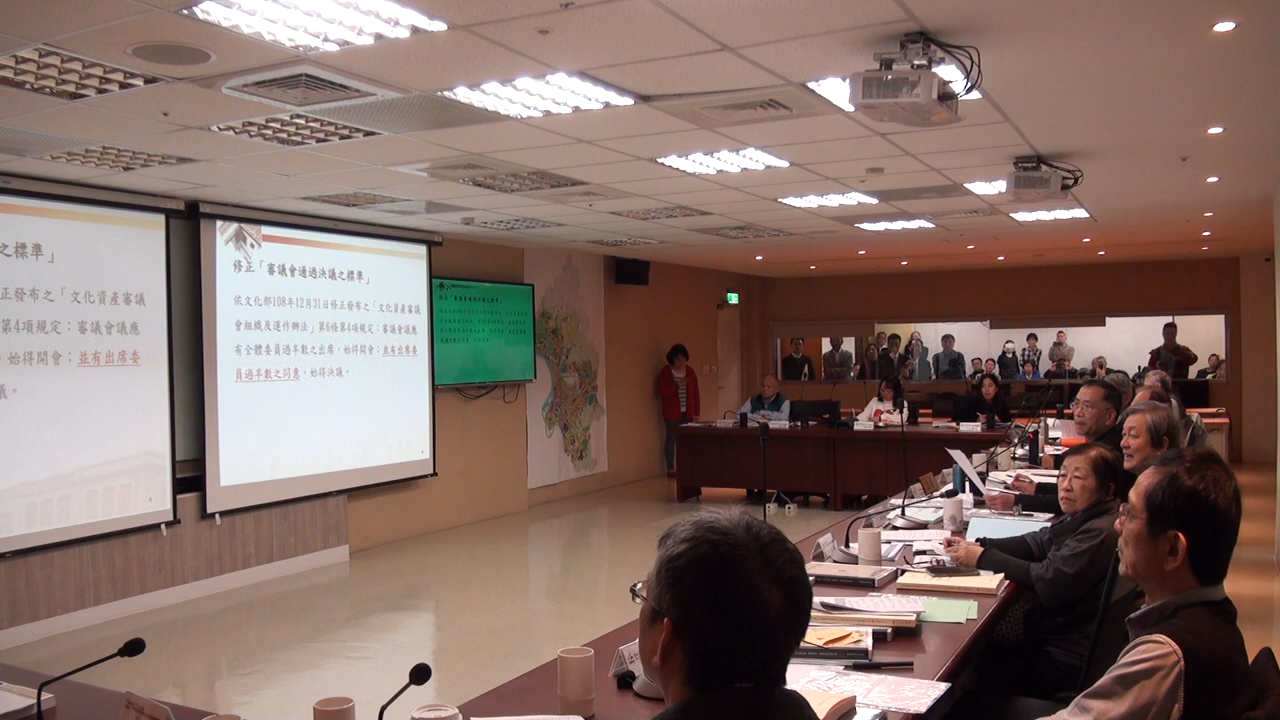 之標準」
正發布之「文化資產審議
第4項規定：審議會議應
，始得開會；並有出席委
議。
修正「審議會通過決議之標準」
依文化部108年12月31日修正發布之「文化資產審議
會組織及運作辦法」第6條第4項規定：審議會議應
有全體委員過半數之出席，始得開會；並有出席委
員過半數之同意，始得決議。